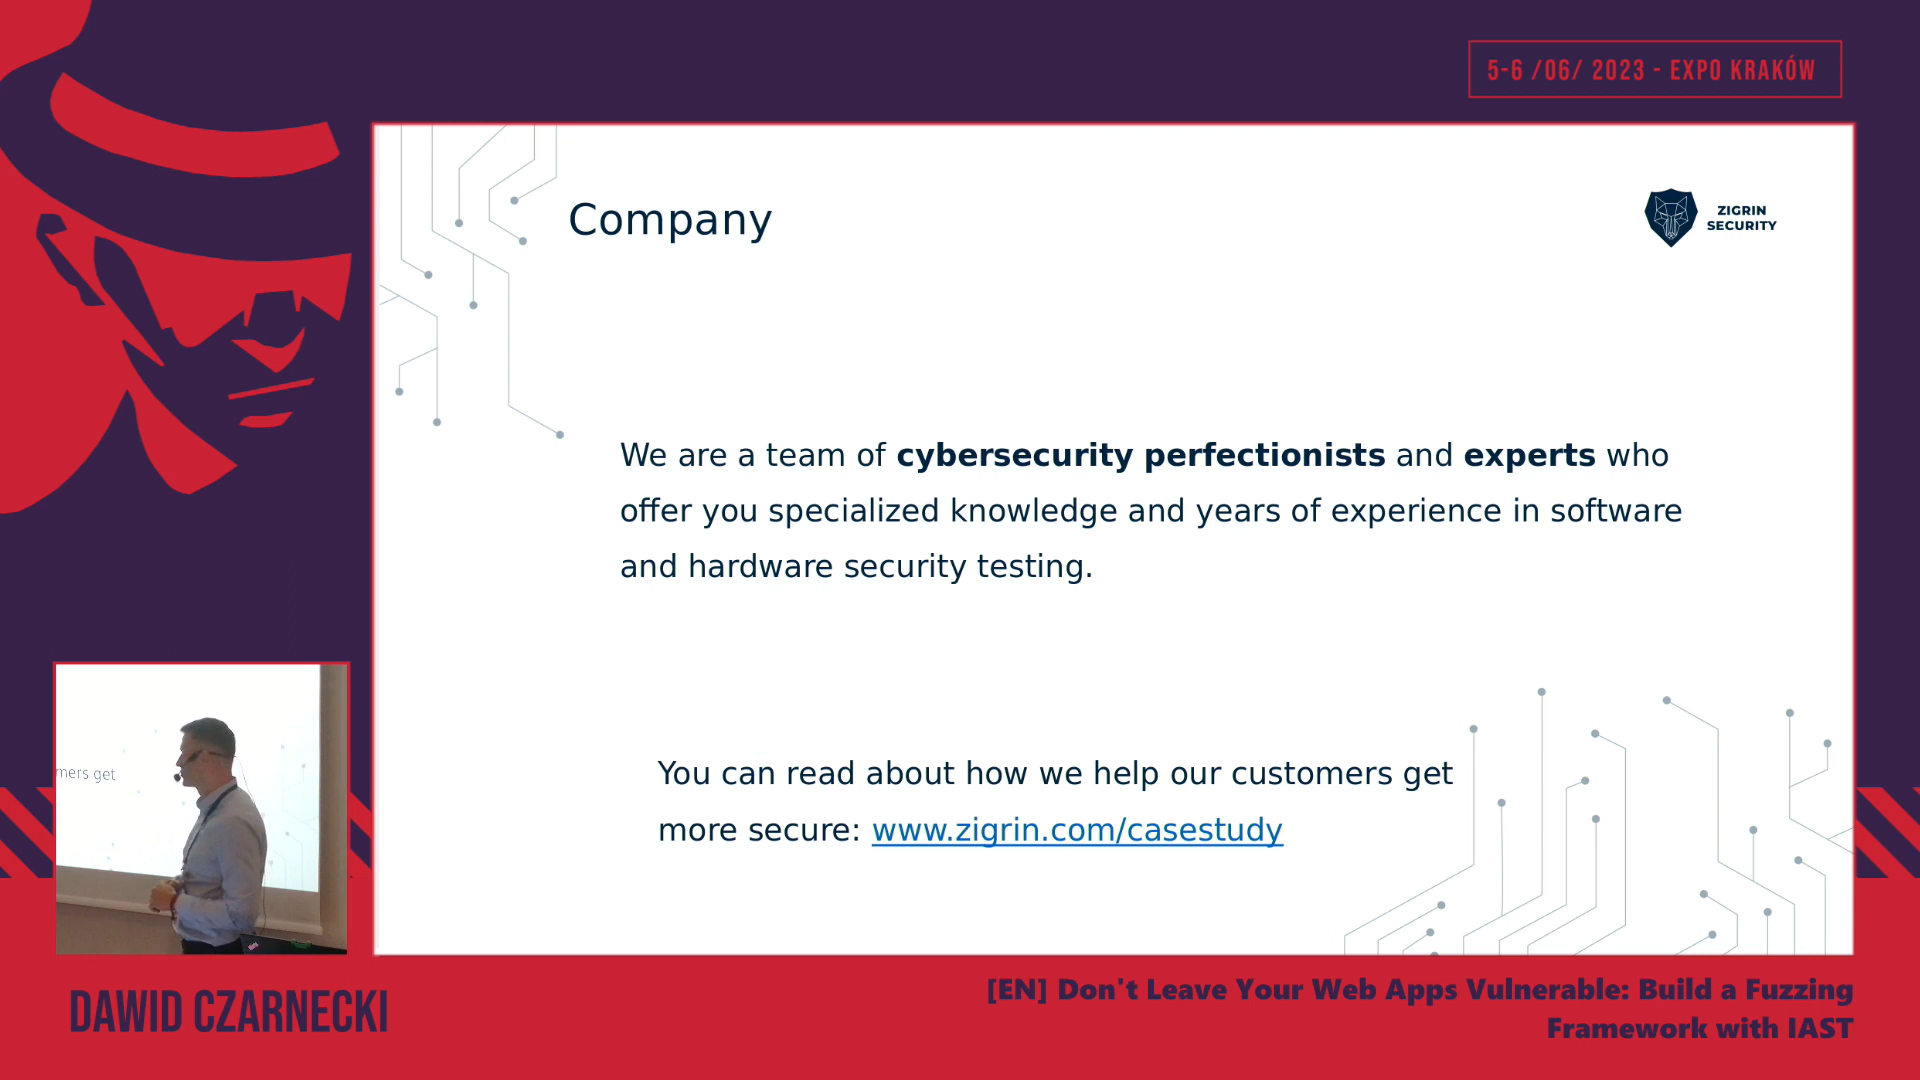 5-6 /06/ 2023 - EXPO KRAKÓW
Company
ZIGRIN
SECURITY
We are a team of cybersecurity perfectionists and experts who
offer you specialized knowledge and years of experience in software
and hardware security testing.
You can read about how we help our customers get
more secure: www.zigrin.com/casestudy
mers get
DAWID CZARNECKI
[EN] Don't Leave Your Web Apps Vulnerable: Build a Fuzzing
Framework with IAST